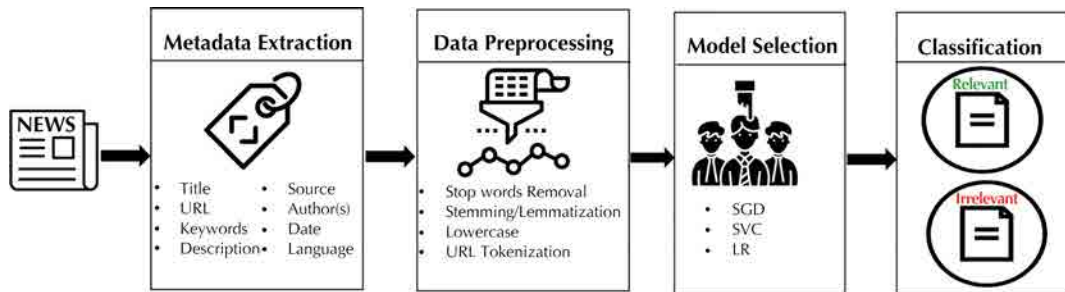 NEWS
Metadata Extraction
• Title
• URL
• Keywords
• Description
• Source
• Author(s)
• Date
• Language
Data Preprocessing
• Stop words Removal
• Stemming/Lemmatization
• Lowercase
• URL Tokenization
Model Selection
• SGD
• SVC
• LR
Classification
Relevant
Irrelevant